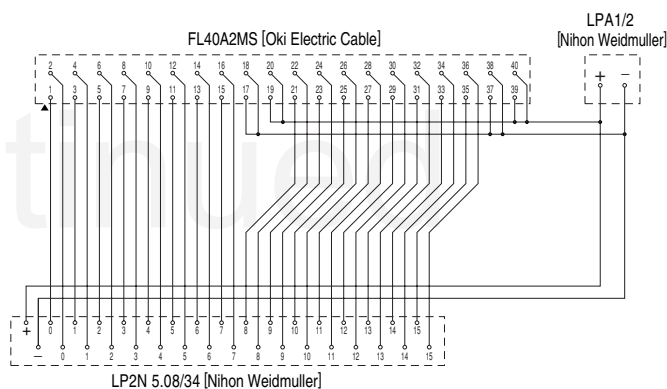 LPA1/2
FL40A2MS [Oki Electric Cable]
[Nihon Weidmuller]
2 4 6 8 10 12 14 16 18 20 22 24 26 28 30 32 34 36 38 40
+ −
1 3 5 7 9 11 13 15 17 19 21 23 25 27 29 31 33 35 37 39
tinued
+ 0 1 2 3 4 5 6 7 8 9 10 11 12 13 14 15
− 0 1 2 3 4 5 6 7 8 9 10 11 12 13 14 15
LP2N 5.08/34 [Nihon Weidmuller]